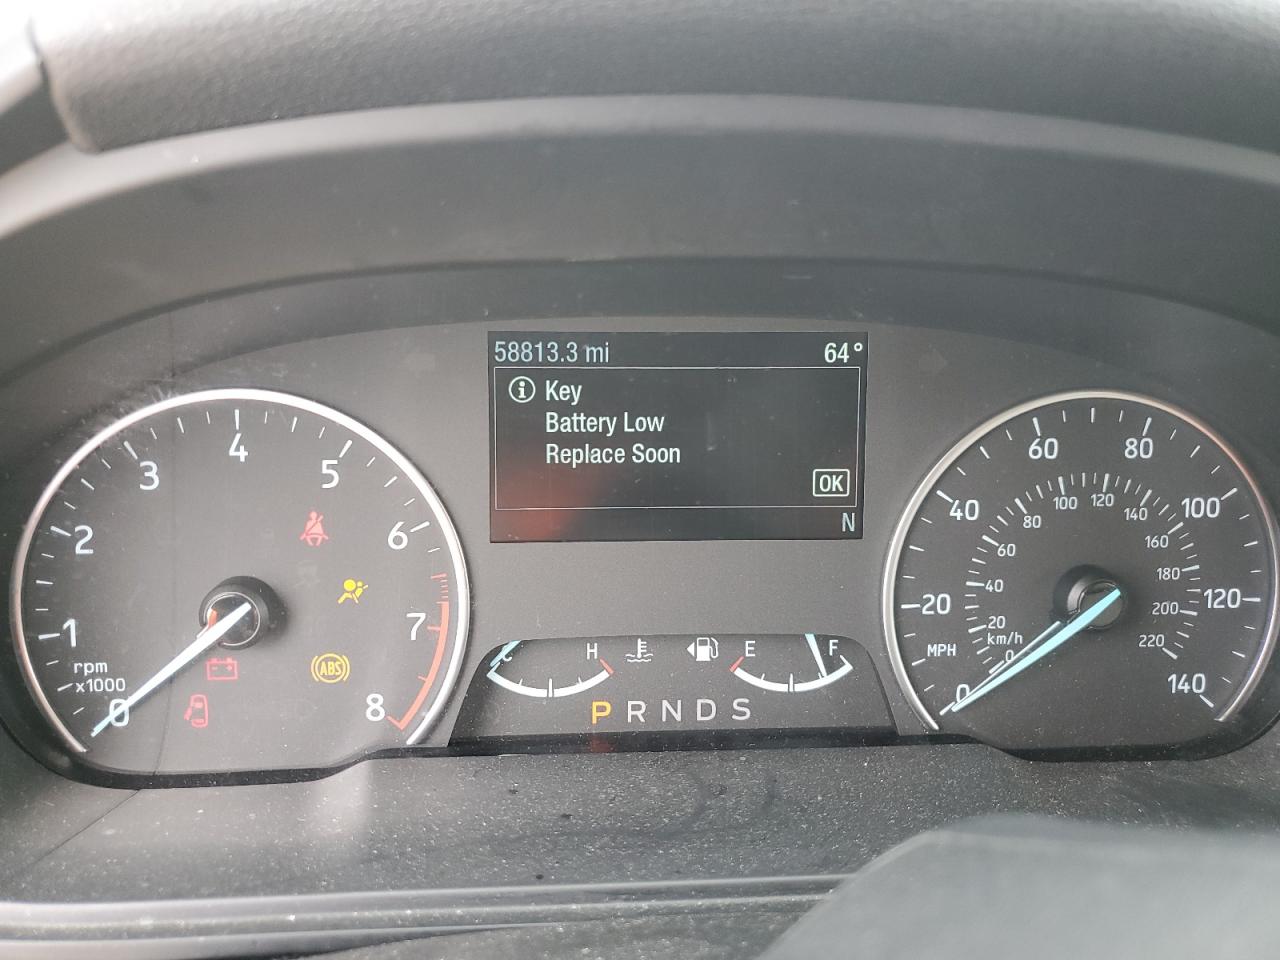 58813.3 mi 64°
i Key
Battery Low
Replace Soon
OK
N
0
1
2
3
4
5
6
7
8
rpm
x1000
ABS
C H
E F
P R N D S
0
20
40
60
80
100
120
140
MPH
km/h
0
20
40
60
80
100
120
140
160
180
200
220